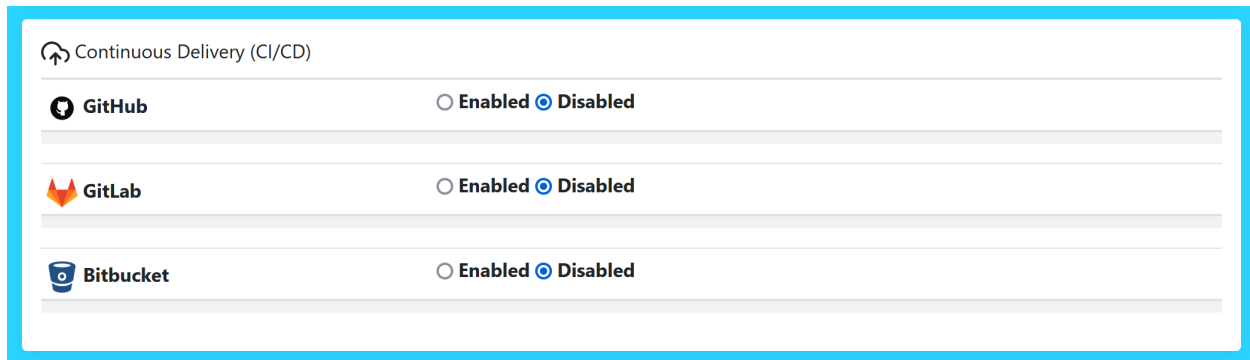 Continuous Delivery (CI/CD)
GitHub Enabled Disabled
GitLab Enabled Disabled
Bitbucket Enabled Disabled